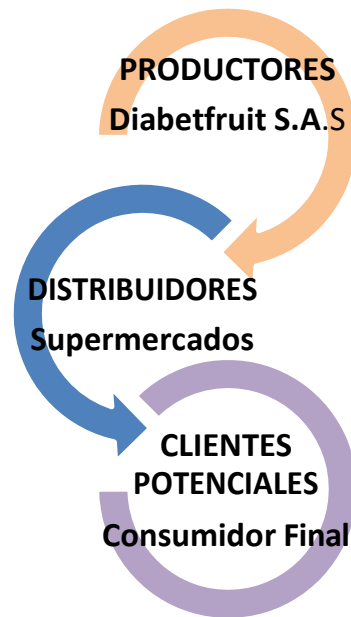 PRODUCTORES
Diabetfruit S.A.S
DISTRIBUIDORES
Supermercados
CLIENTES
POTENCIALES
Consumidor Final